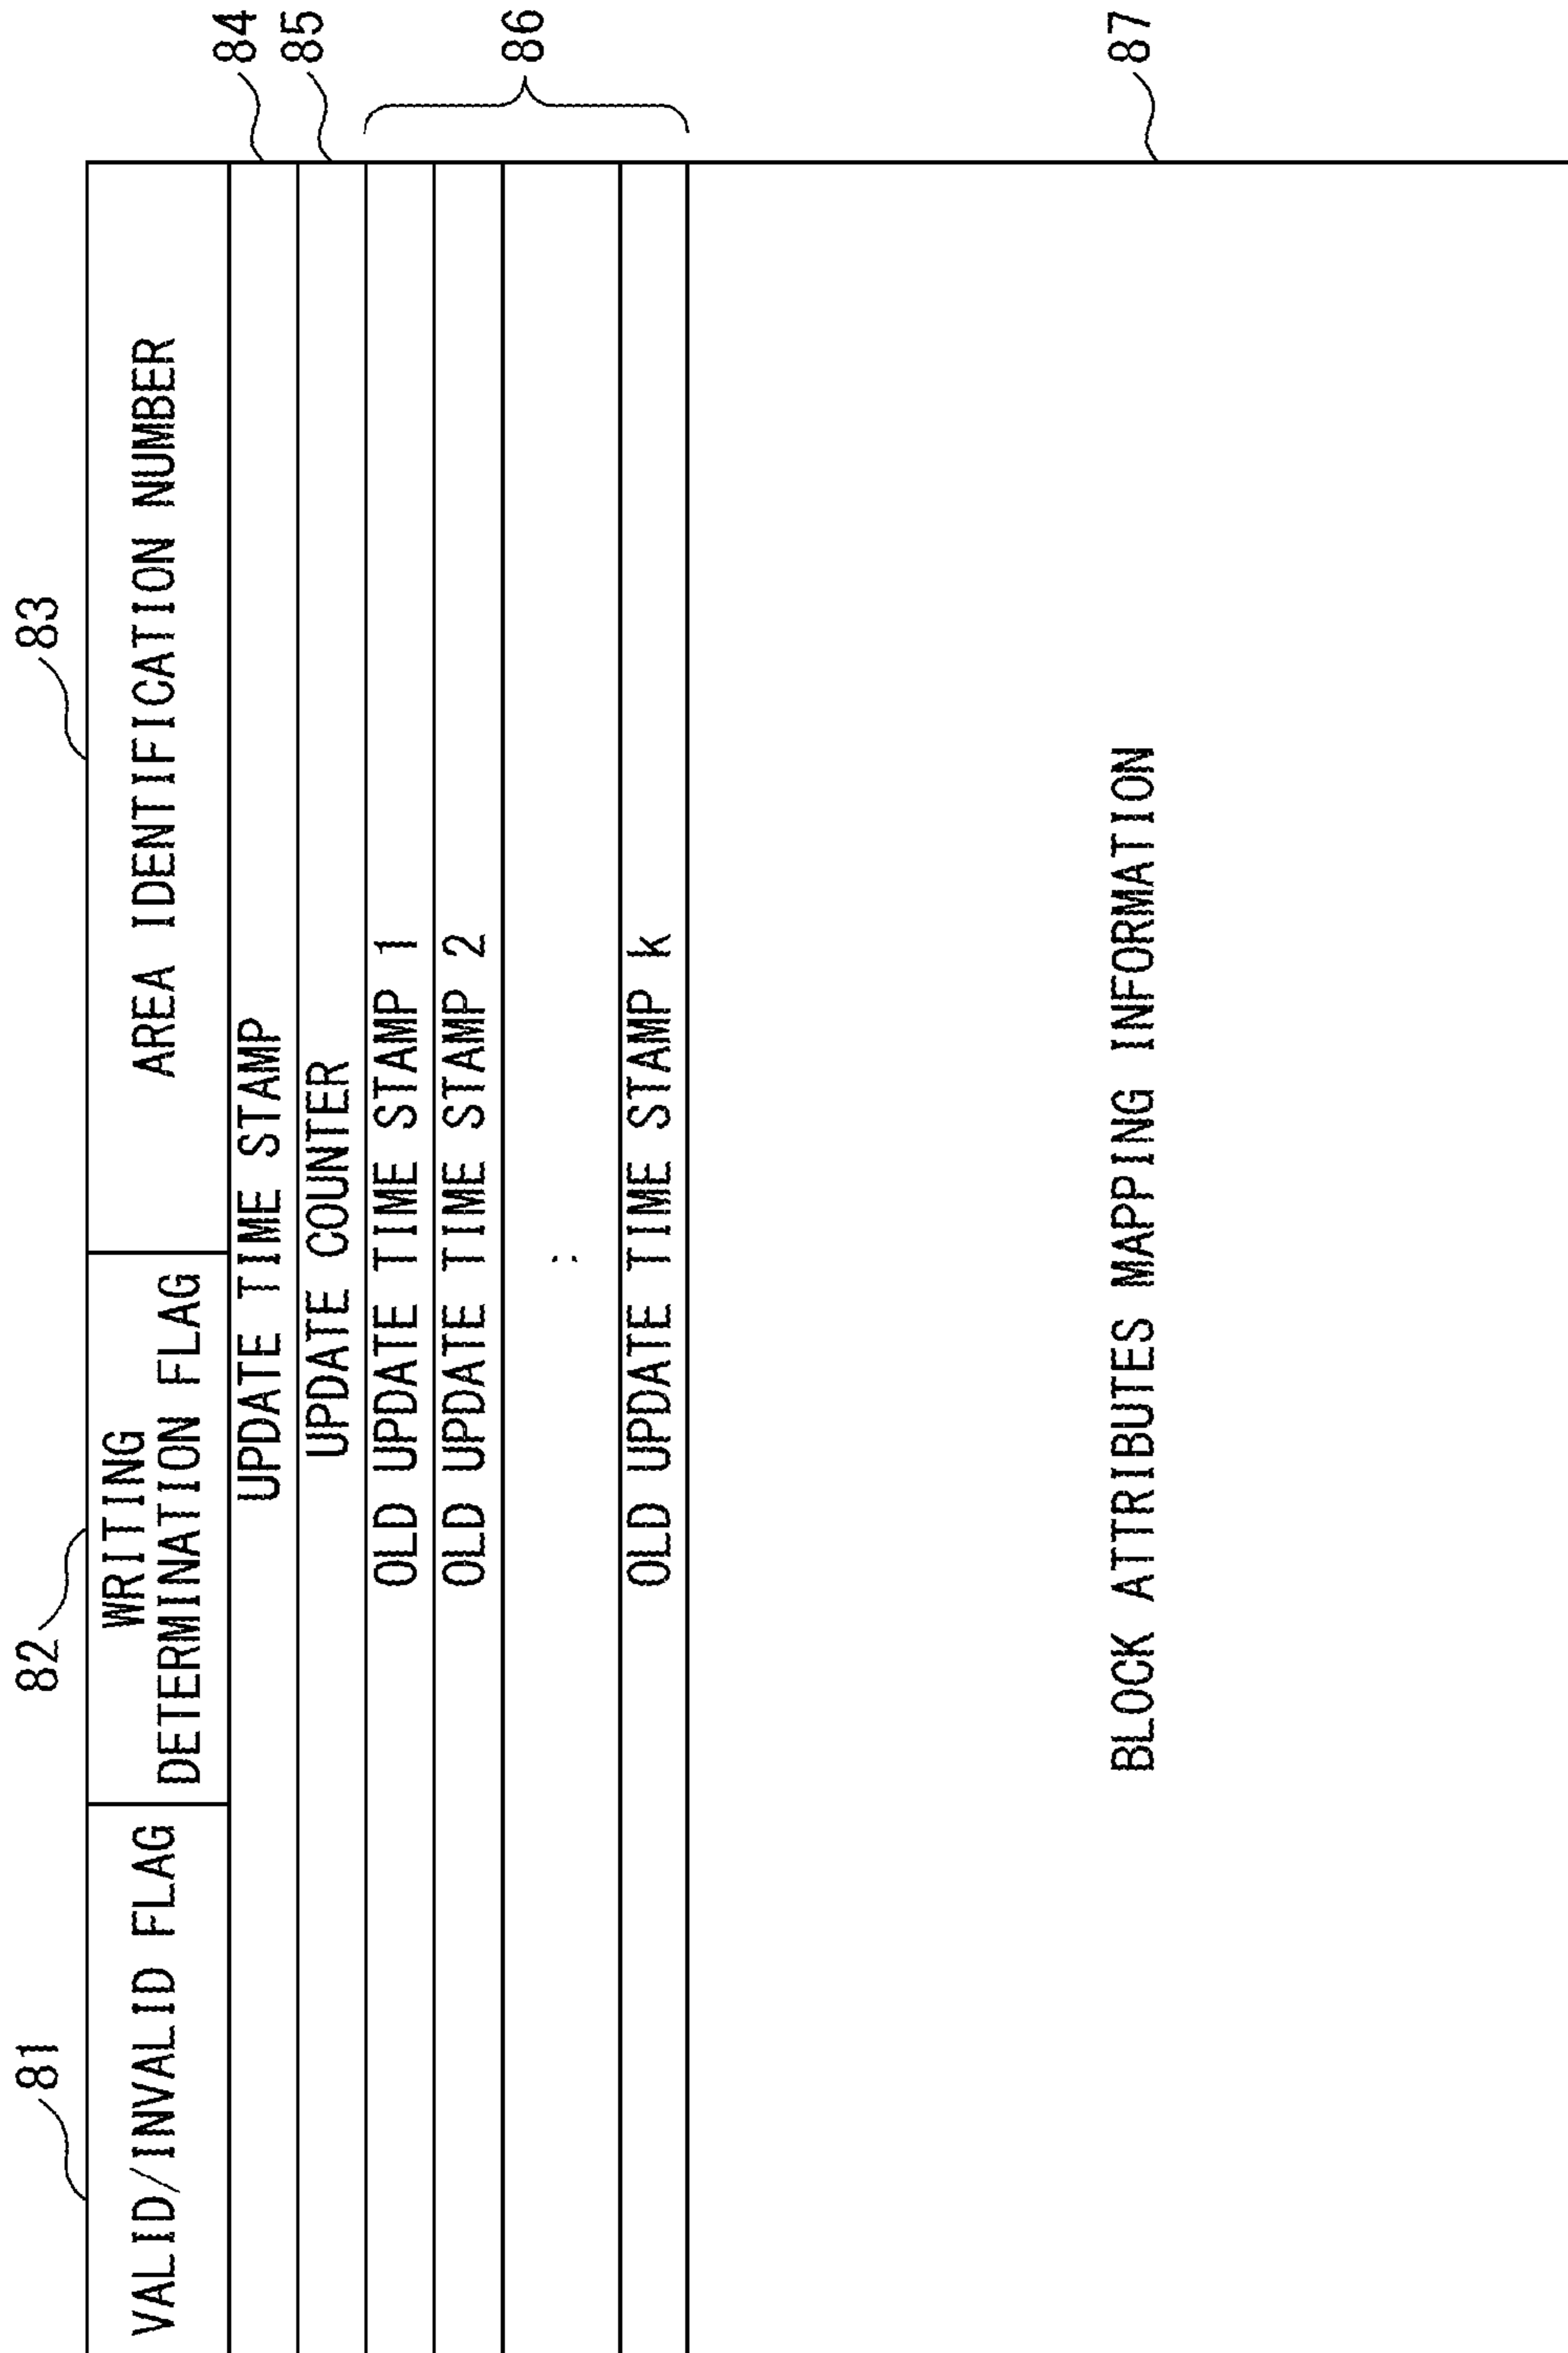 81
82
83
VALID/INVALID FLAG
WRITING
DETERMINATION FLAG
AREA IDENTIFICATION NUMBER
UPDATE TIME STAMP
84
UPDATE COUNTER
85
OLD UPDATE TIME STAMP 1
OLD UPDATE TIME STAMP 2
:
86
OLD UPDATE TIME STAMP k
BLOCK ATTRIBUTES MAPPING INFORMATION
87